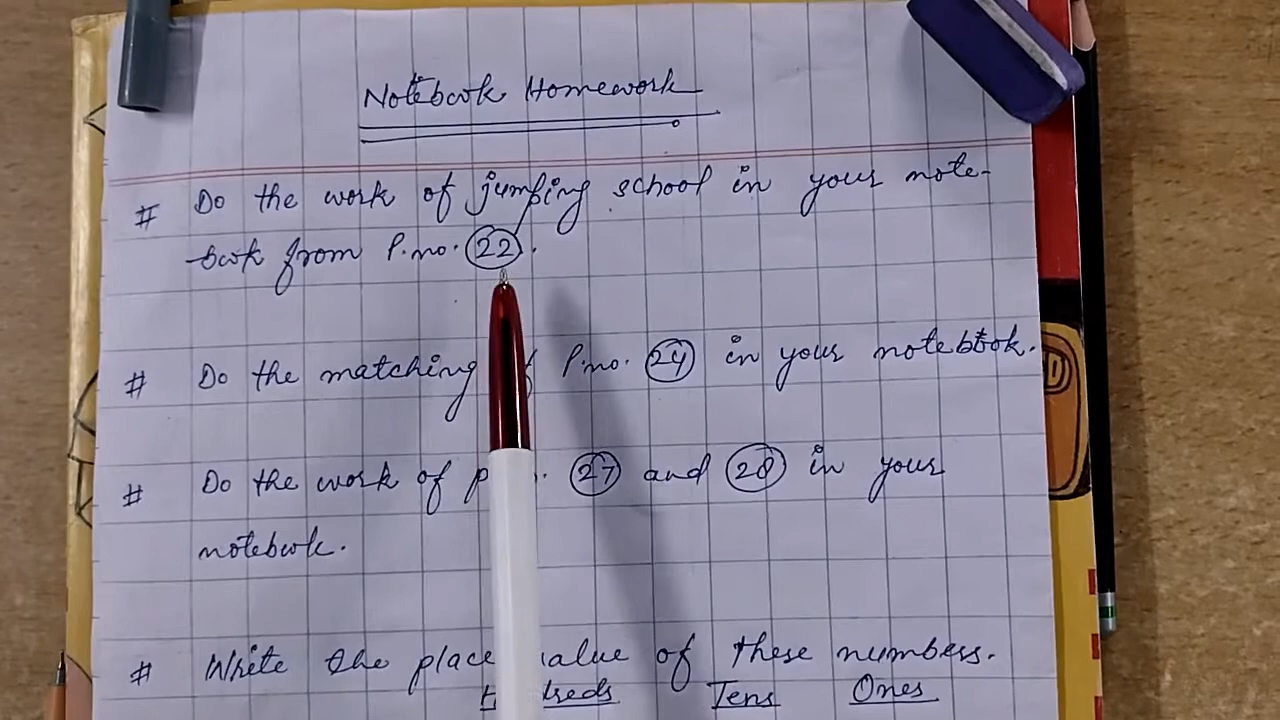 Notebook Homework
# Do the work of jumping school in your note-
book from P.no. 22.
# Do the matching P.no. 24 in your notebook.
# Do the work of 27 and 28 in your
notebook.
# Write the place value of these numbers.
Hundreds Tens Ones